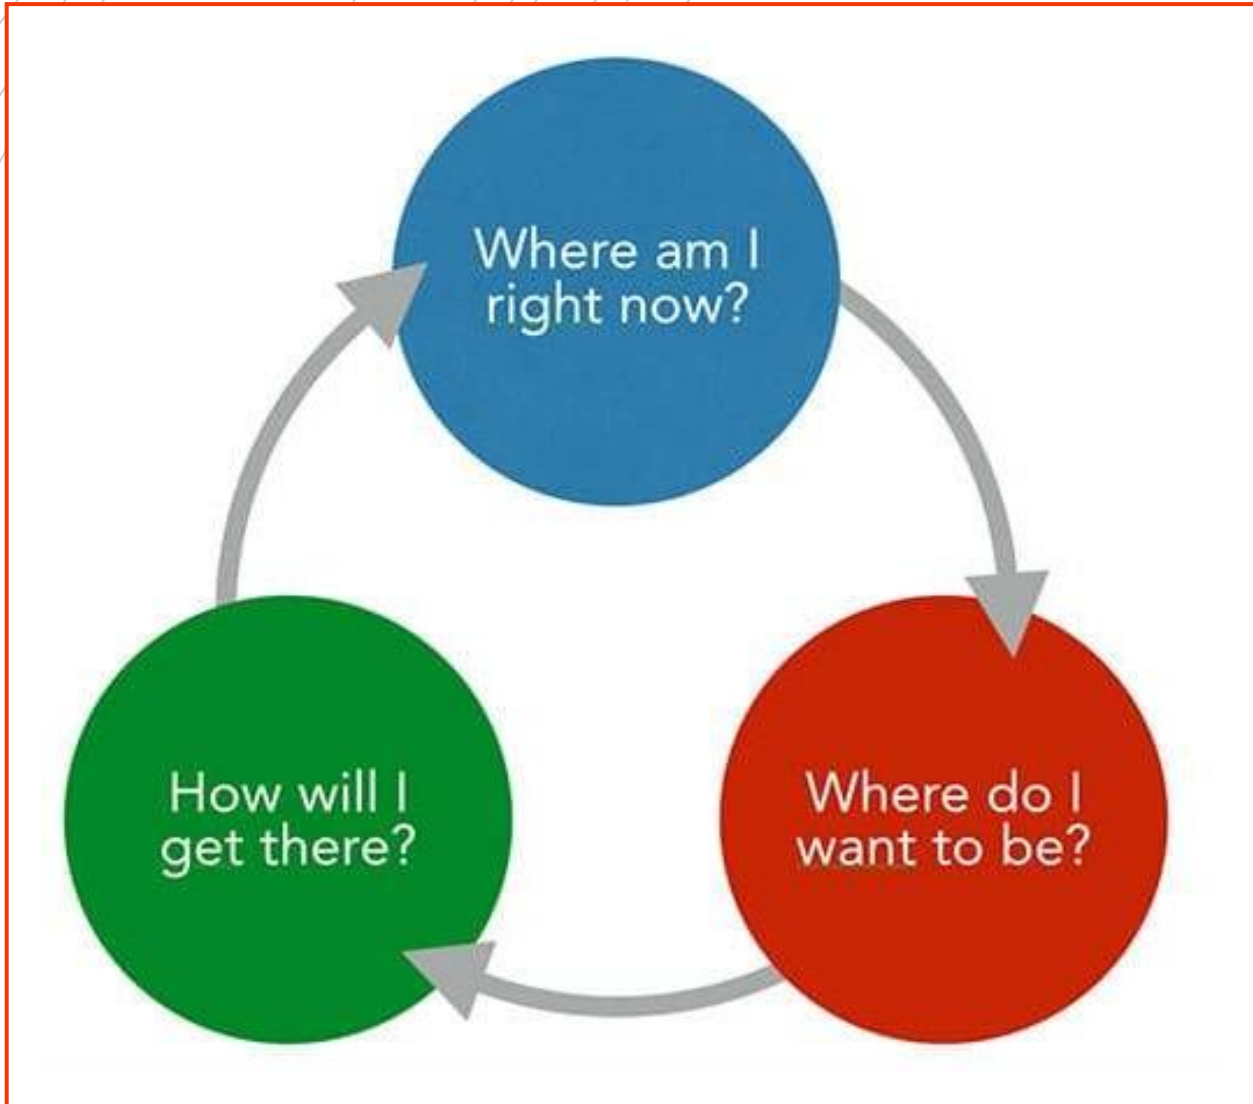 Where am I
right now?
Where do I
want to be?
How will I
get there?